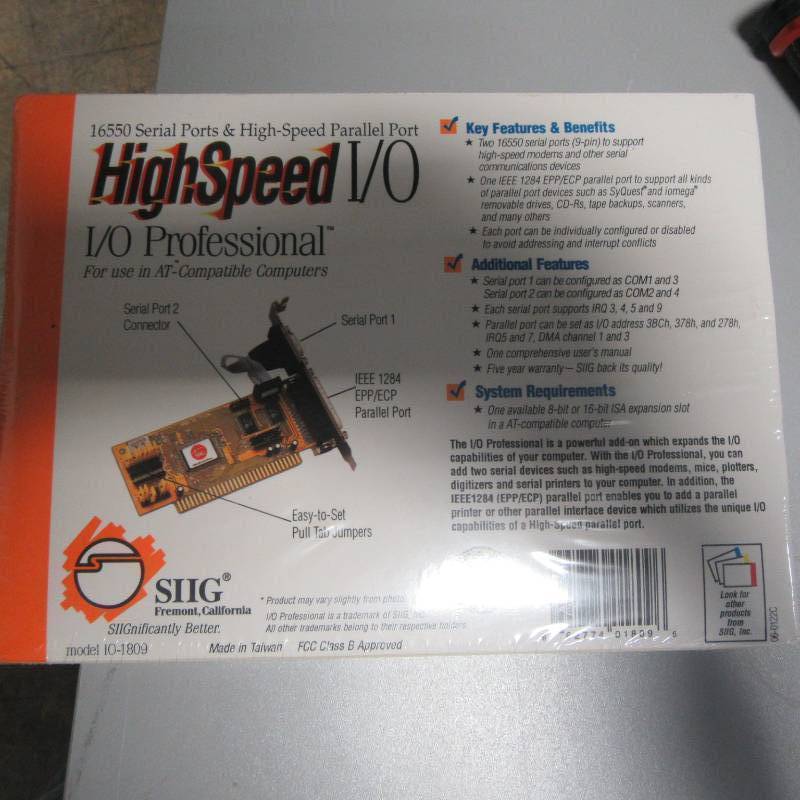 16550 Serial Ports & High-Speed Parallel Port
HighSpeed I/O
I/O Professional™
For use in AT™-Compatible Computers
Serial Port 2
Connector
Serial Port 1
IEEE 1284
EPP/ECP
Parallel Port
Easy-to-Set
Pull Tab Jumpers
SIIG®
Fremont, California
SIIGnificantly Better.
model IO-1809
* Product may vary slightly from photo.
I/O Professional is a trademark of SIIG, Inc.
All other trademarks belong to their respective holders.
Made in Taiwan FCC Class B Approved
Key Features & Benefits
★ Two 16550 serial ports (9-pin) to support
high-speed modems and other serial
communications devices
★ One IEEE 1284 EPP/ECP parallel port to support all kinds
of parallel port devices such as SyQuest® and iomega®
removable drives, CD-Rs, tape backups, scanners,
and many others
★ Each port can be individually configured or disabled
to avoid addressing and interrupt conflicts
Additional Features
★ Serial port 1 can be configured as COM1 and 3
Serial port 2 can be configured as COM2 and 4
★ Each serial port supports IRQ 3, 4, 5 and 9
★ Parallel port can be set as I/O address 3BCh, 378h, and 278h,
IRQ5 and 7, DMA channel 1 and 3
★ One comprehensive user's manual
★ Five year warranty — SIIG back its quality!
System Requirements
★ One available 8-bit or 16-bit ISA expansion slot
in a AT-compatible computer
The I/O Professional is a powerful add-on which expands the I/O
capabilities of your computer. With the I/O Professional, you can
add two serial devices such as high-speed modems, mice, plotters,
digitizers and serial printers to your computer. In addition, the
IEEE1284 (EPP/ECP) parallel port enables you to add a parallel
printer or other parallel interface device which utilizes the unique I/O
capabilities of a High-Speed parallel port.
01809 6
Look for
other
products
from
SIIG, Inc.
06-0122C